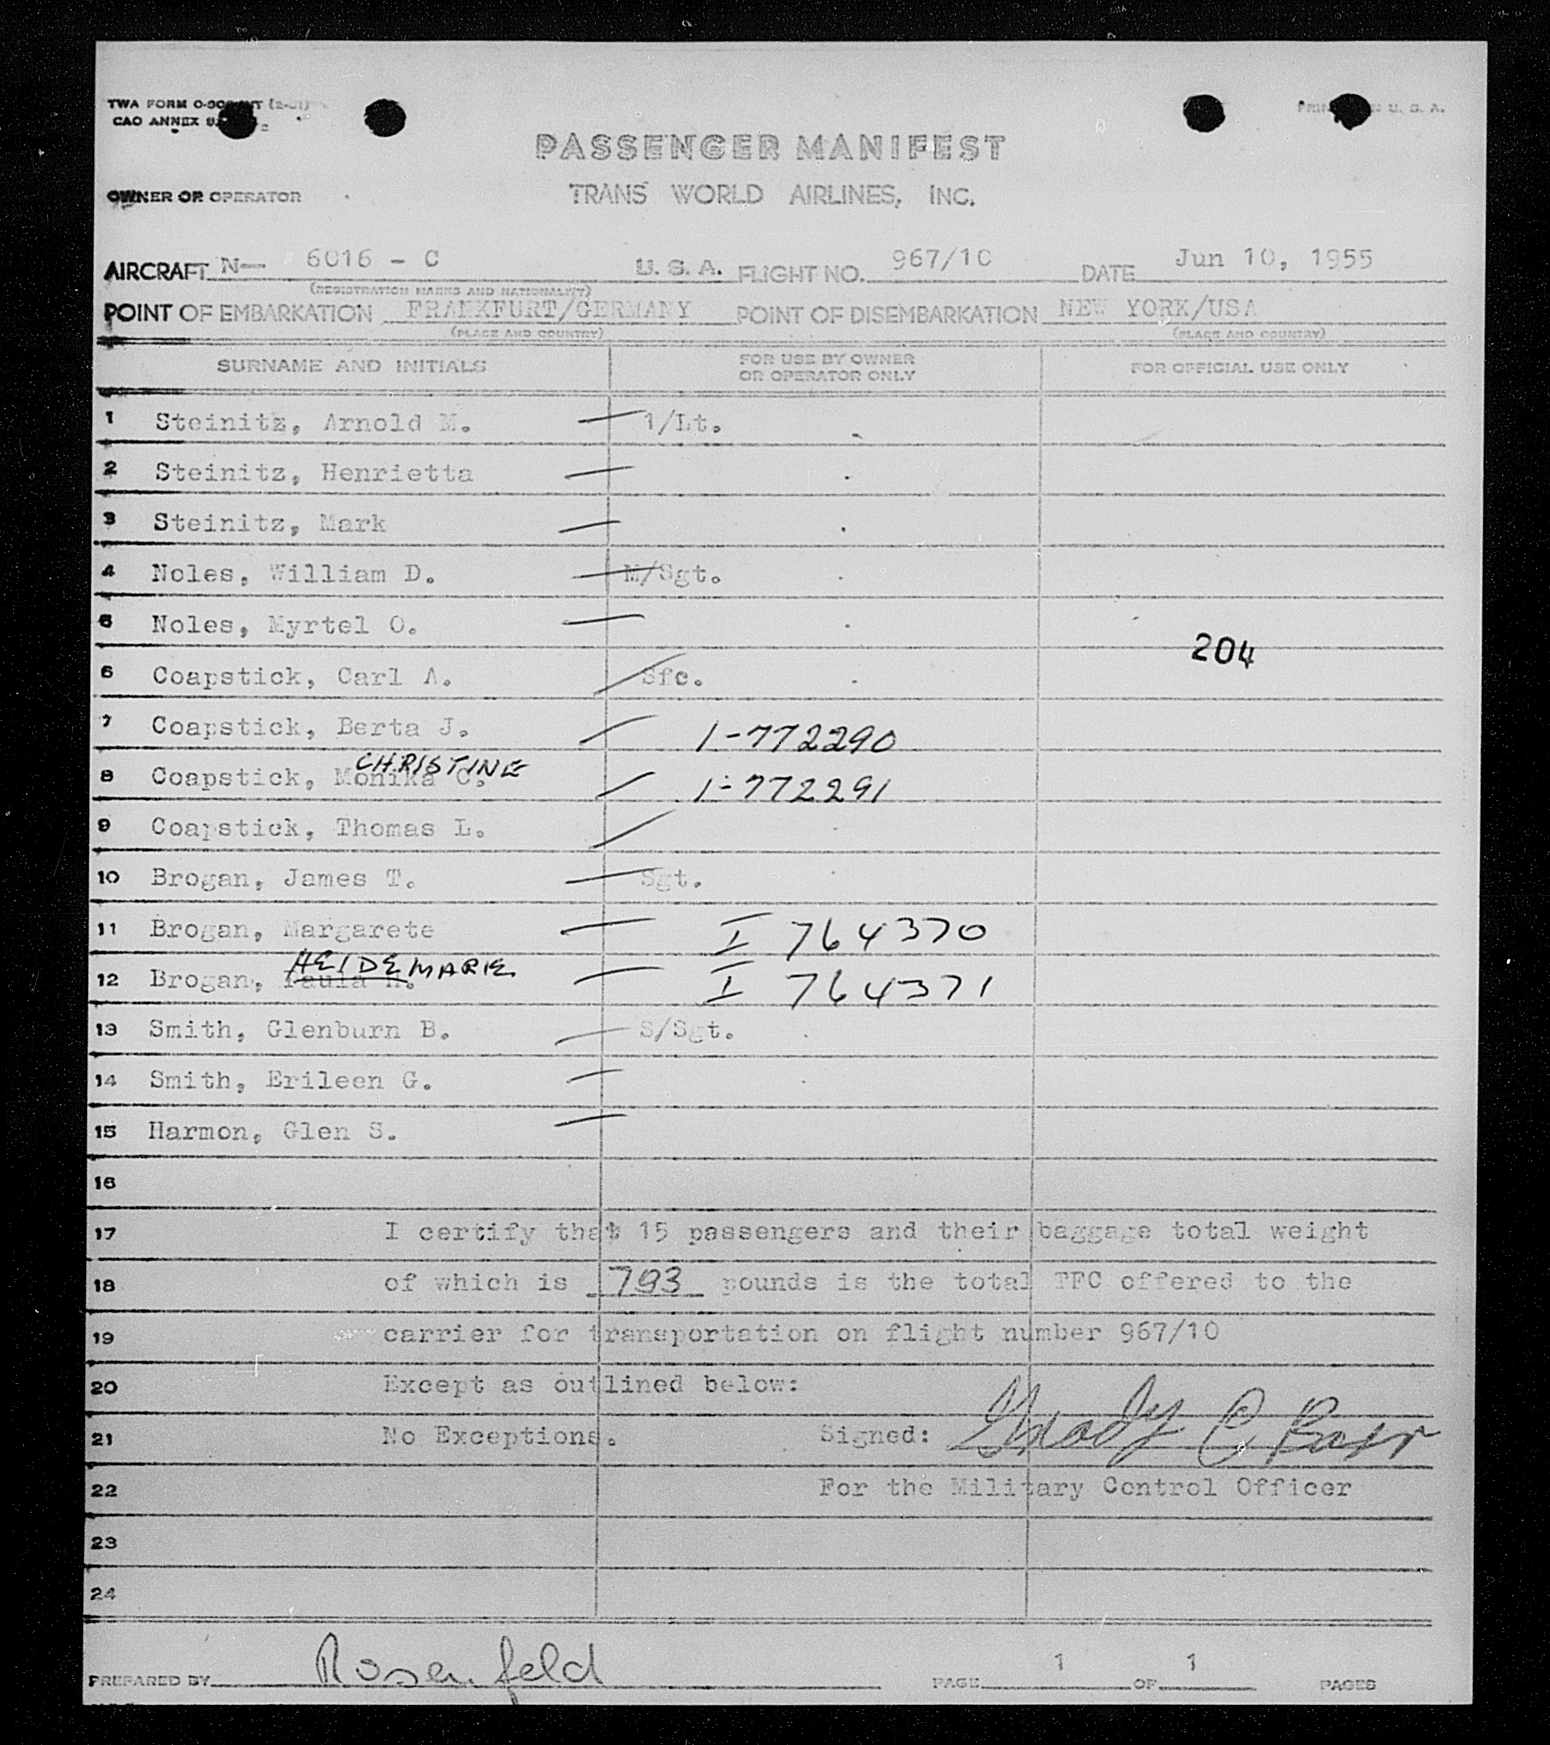 TWA FORM O-
CAO ANNEX 9
PRINTED IN U. S. A.
PASSENGER MANIFEST
OWNER OR OPERATOR
TRANS WORLD AIRLINES, INC.
AIRCRAFT N— 6016 - C U. S. A. FLIGHT NO. 967/10 DATE Jun 10, 1955
(REGISTRATION MARKS AND NATIONALITY)
POINT OF EMBARKATION FRANKFURT/GERMANY POINT OF DISEMBARKATION NEW YORK/USA
(PLACE AND COUNTRY) (PLACE AND COUNTRY)
SURNAME AND INITIALS FOR USE BY OWNER OR OPERATOR ONLY FOR OFFICIAL USE ONLY
1 Steinitz, Arnold M. 1/Lt.
2 Steinitz, Henrietta
3 Steinitz, Mark
4 Noles, William D. M/Sgt.
5 Noles, Myrtel O.
204
6 Coapstick, Carl A. Sfc.
7 Coapstick, Berta J. 1-772290
CHRISTINE
8 Coapstick, Monika C. 1-772291
9 Coapstick, Thomas L.
10 Brogan, James T. Sgt.
11 Brogan, Margarete I 764370
HEIDEMARIE
12 Brogan, Paula H. I 764371
13 Smith, Glenburn B. S/Sgt.
14 Smith, Erileen G.
15 Harmon, Glen S.
16
17 I certify that 15 passengers and their baggage total weight
18 of which is 793 pounds is the total TFC offered to the
19 carrier for transportation on flight number 967/10
20 Except as outlined below:
21 No Exceptions. Signed: Grady C
22 For the Military Control Officer
23
24
PREPARED BY Rosenfeld PAGE 1 OF 1 PAGES